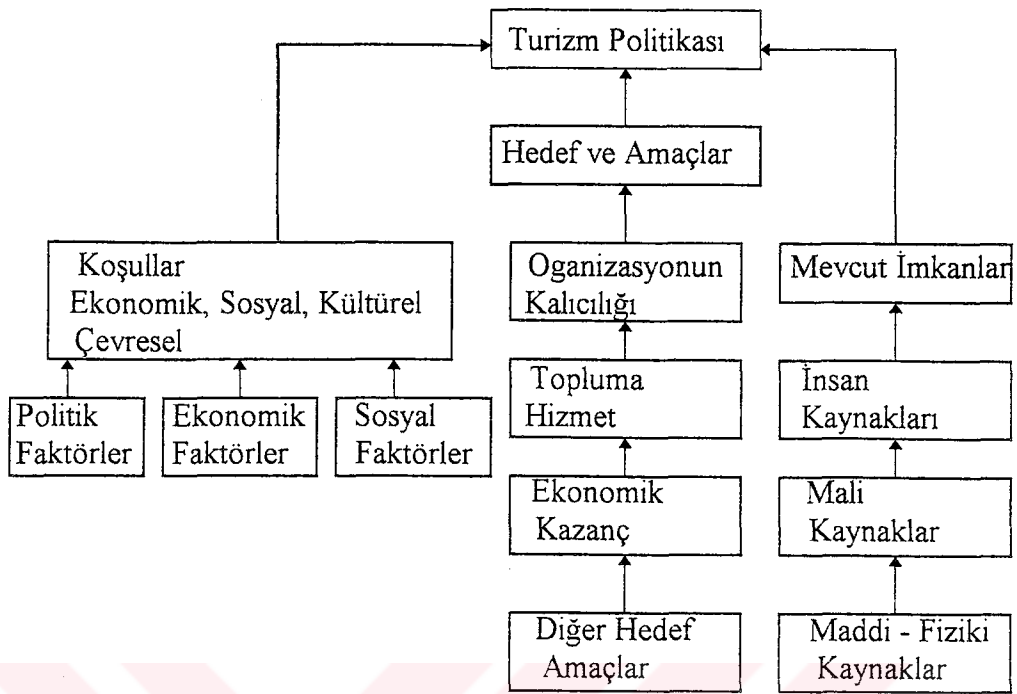 Turizm Politikası
Hedef ve Amaçlar
Koşullar
Ekonomik, Sosyal, Kültürel
Çevresel
Oganizasyonun
Kalıcılığı
Mevcut İmkanlar
Politik
Faktörler
Ekonomik
Faktörler
Sosyal
Faktörler
Topluma
Hizmet
İnsan
Kaynakları
Ekonomik
Kazanç
Mali
Kaynaklar
Diğer Hedef
Amaçlar
Maddi - Fiziki
Kaynaklar